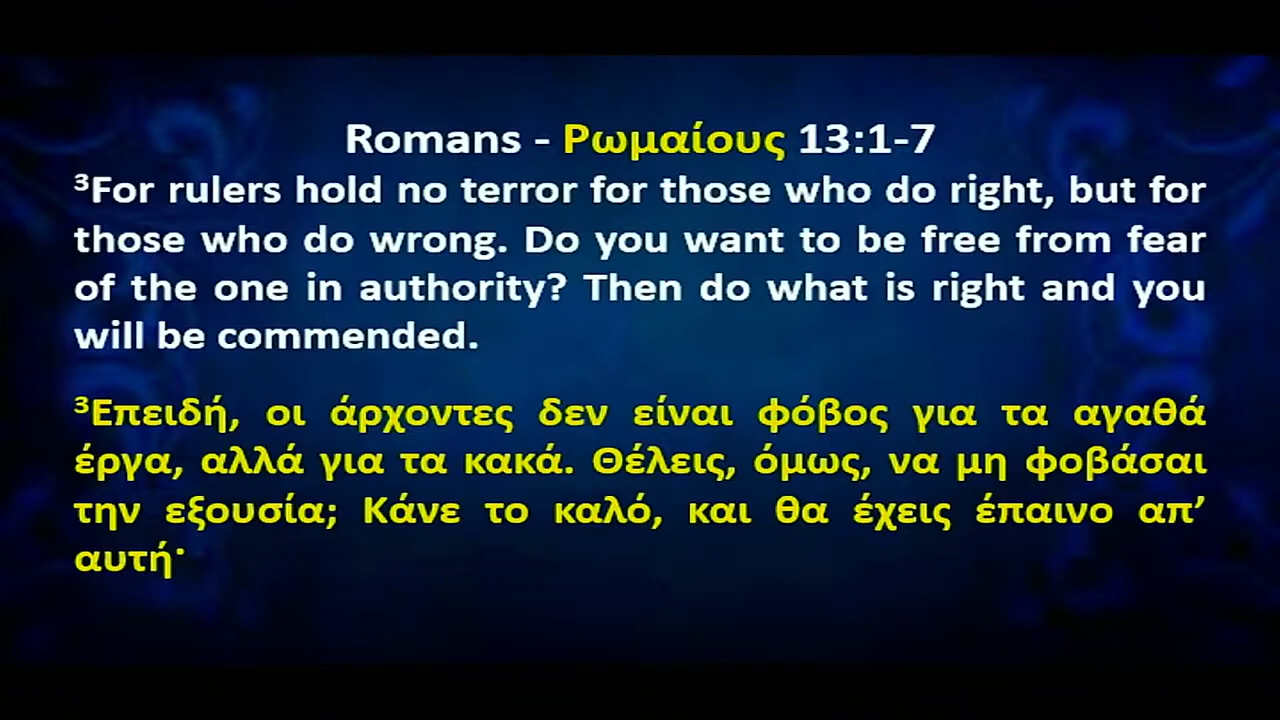 Romans - Ρωμαίους 13:1-7
³For rulers hold no terror for those who do right, but for
those who do wrong. Do you want to be free from fear
of the one in authority? Then do what is right and you
will be commended.
³Επειδή, οι άρχοντες δεν είναι φόβος για τα αγαθά
έργα, αλλά για τα κακά. Θέλεις, όμως, να μη φοβάσαι
την εξουσία; Κάνε το καλό, και θα έχεις έπαινο απ’
αυτή·